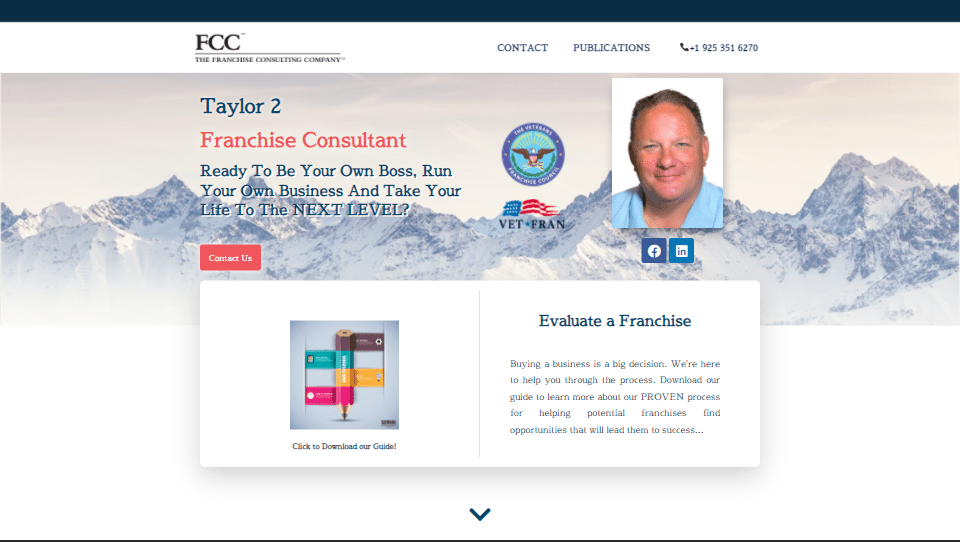 FCC
THE FRANCHISE CONSULTING COMPANY
CONTACT
PUBLICATIONS
+1 925 351 6270
Taylor 2
Franchise Consultant
Ready To Be Your Own Boss, Run
Your Own Business And Take Your
Life To The NEXT LEVEL?
THE VETERANS
FRANCHISE COUNCIL
VET★FRAN
Contact Us
Click to Download our Guide!
Evaluate a Franchise
Buying a business is a big decision. We're here
to help you through the process. Download our
guide to learn more about our PROVEN process
for helping potential franchises find
opportunities that will lead them to success...